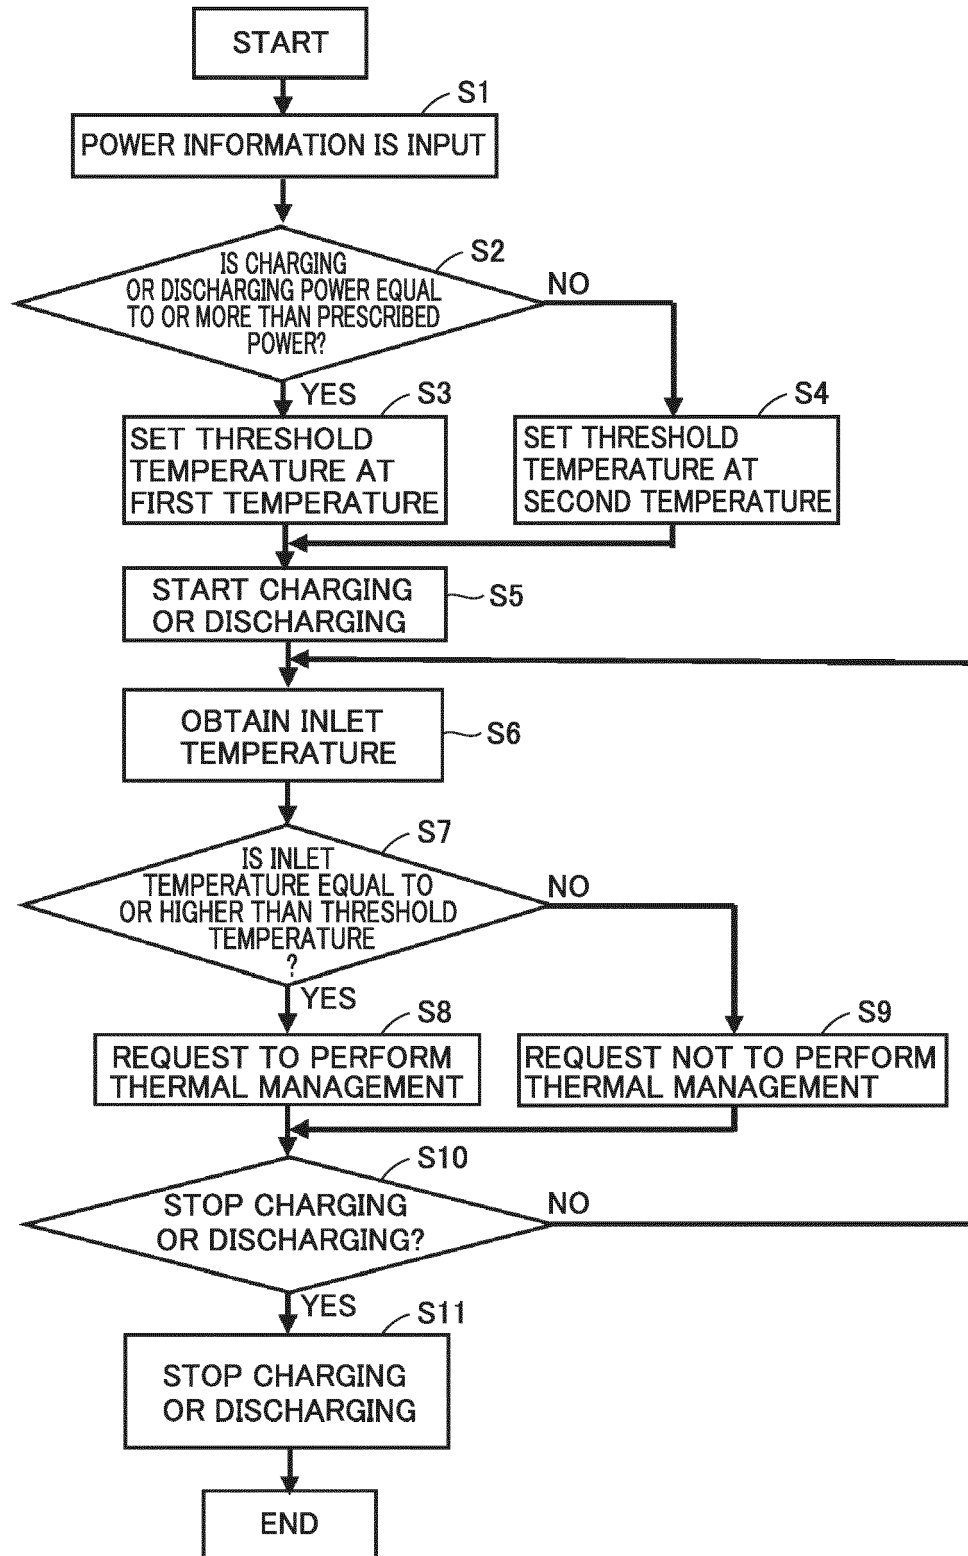 START
S1
POWER INFORMATION IS INPUT
S2
IS CHARGING
OR DISCHARGING POWER EQUAL
TO OR MORE THAN PRESCRIBED
POWER?
NO
YES
S3
SET THRESHOLD
TEMPERATURE AT
FIRST TEMPERATURE
S4
SET THRESHOLD
TEMPERATURE AT
SECOND TEMPERATURE
START CHARGING
OR DISCHARGING
S5
OBTAIN INLET
TEMPERATURE
S6
S7
IS INLET
TEMPERATURE EQUAL TO
OR HIGHER THAN THRESHOLD
TEMPERATURE
?
NO
YES
S8
REQUEST TO PERFORM
THERMAL MANAGEMENT
S9
REQUEST NOT TO PERFORM
THERMAL MANAGEMENT
S10
STOP CHARGING
OR DISCHARGING?
NO
YES
S11
STOP CHARGING
OR DISCHARGING
END